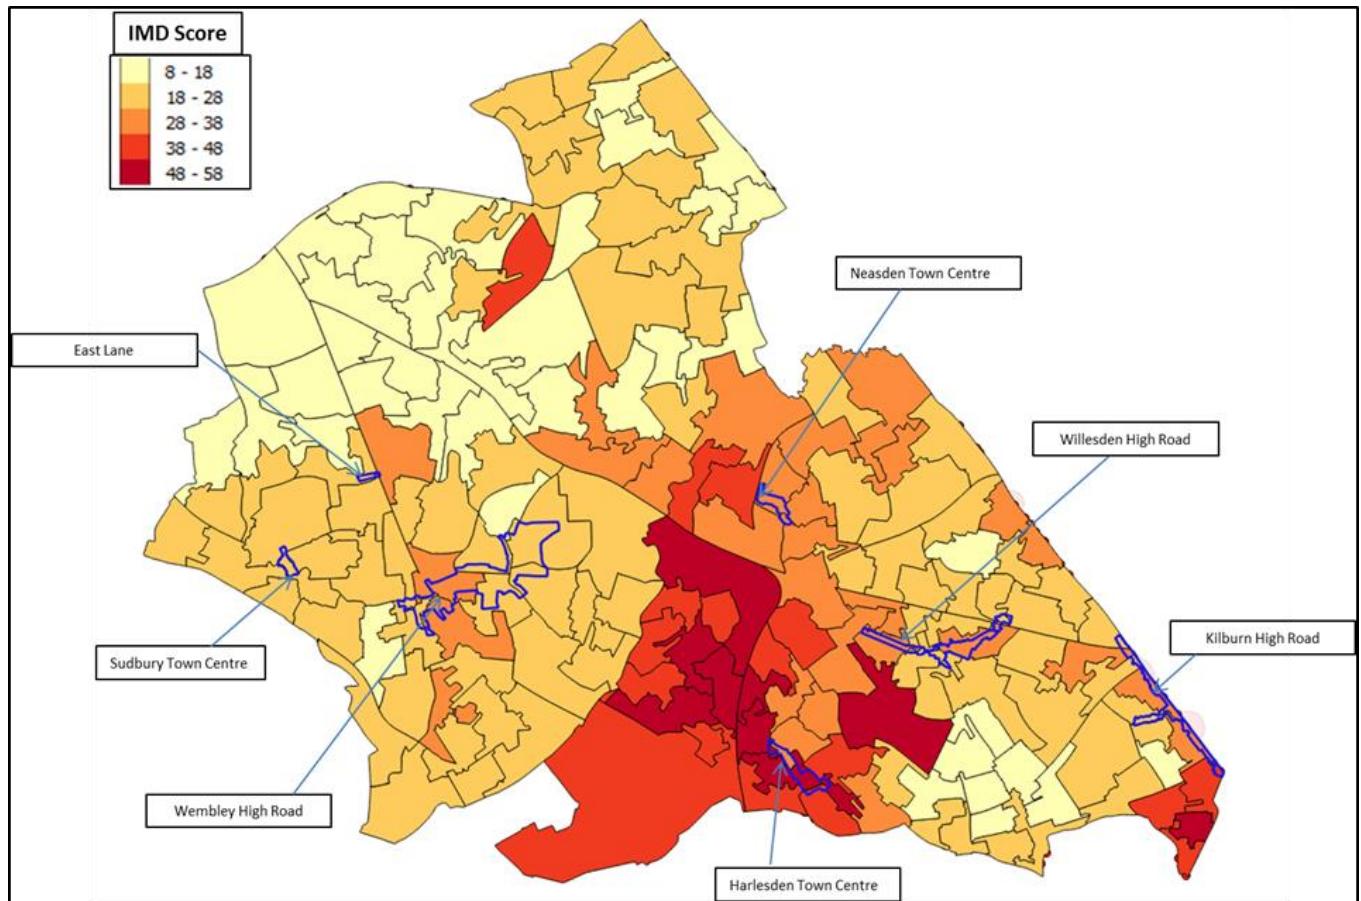 IMD Score
8 - 18
18 - 28
28 - 38
38 - 48
48 - 58
Neasden Town Centre
East Lane
Willesden High Road
Kilburn High Road
Sudbury Town Centre
Wembley High Road
Harlesden Town Centre